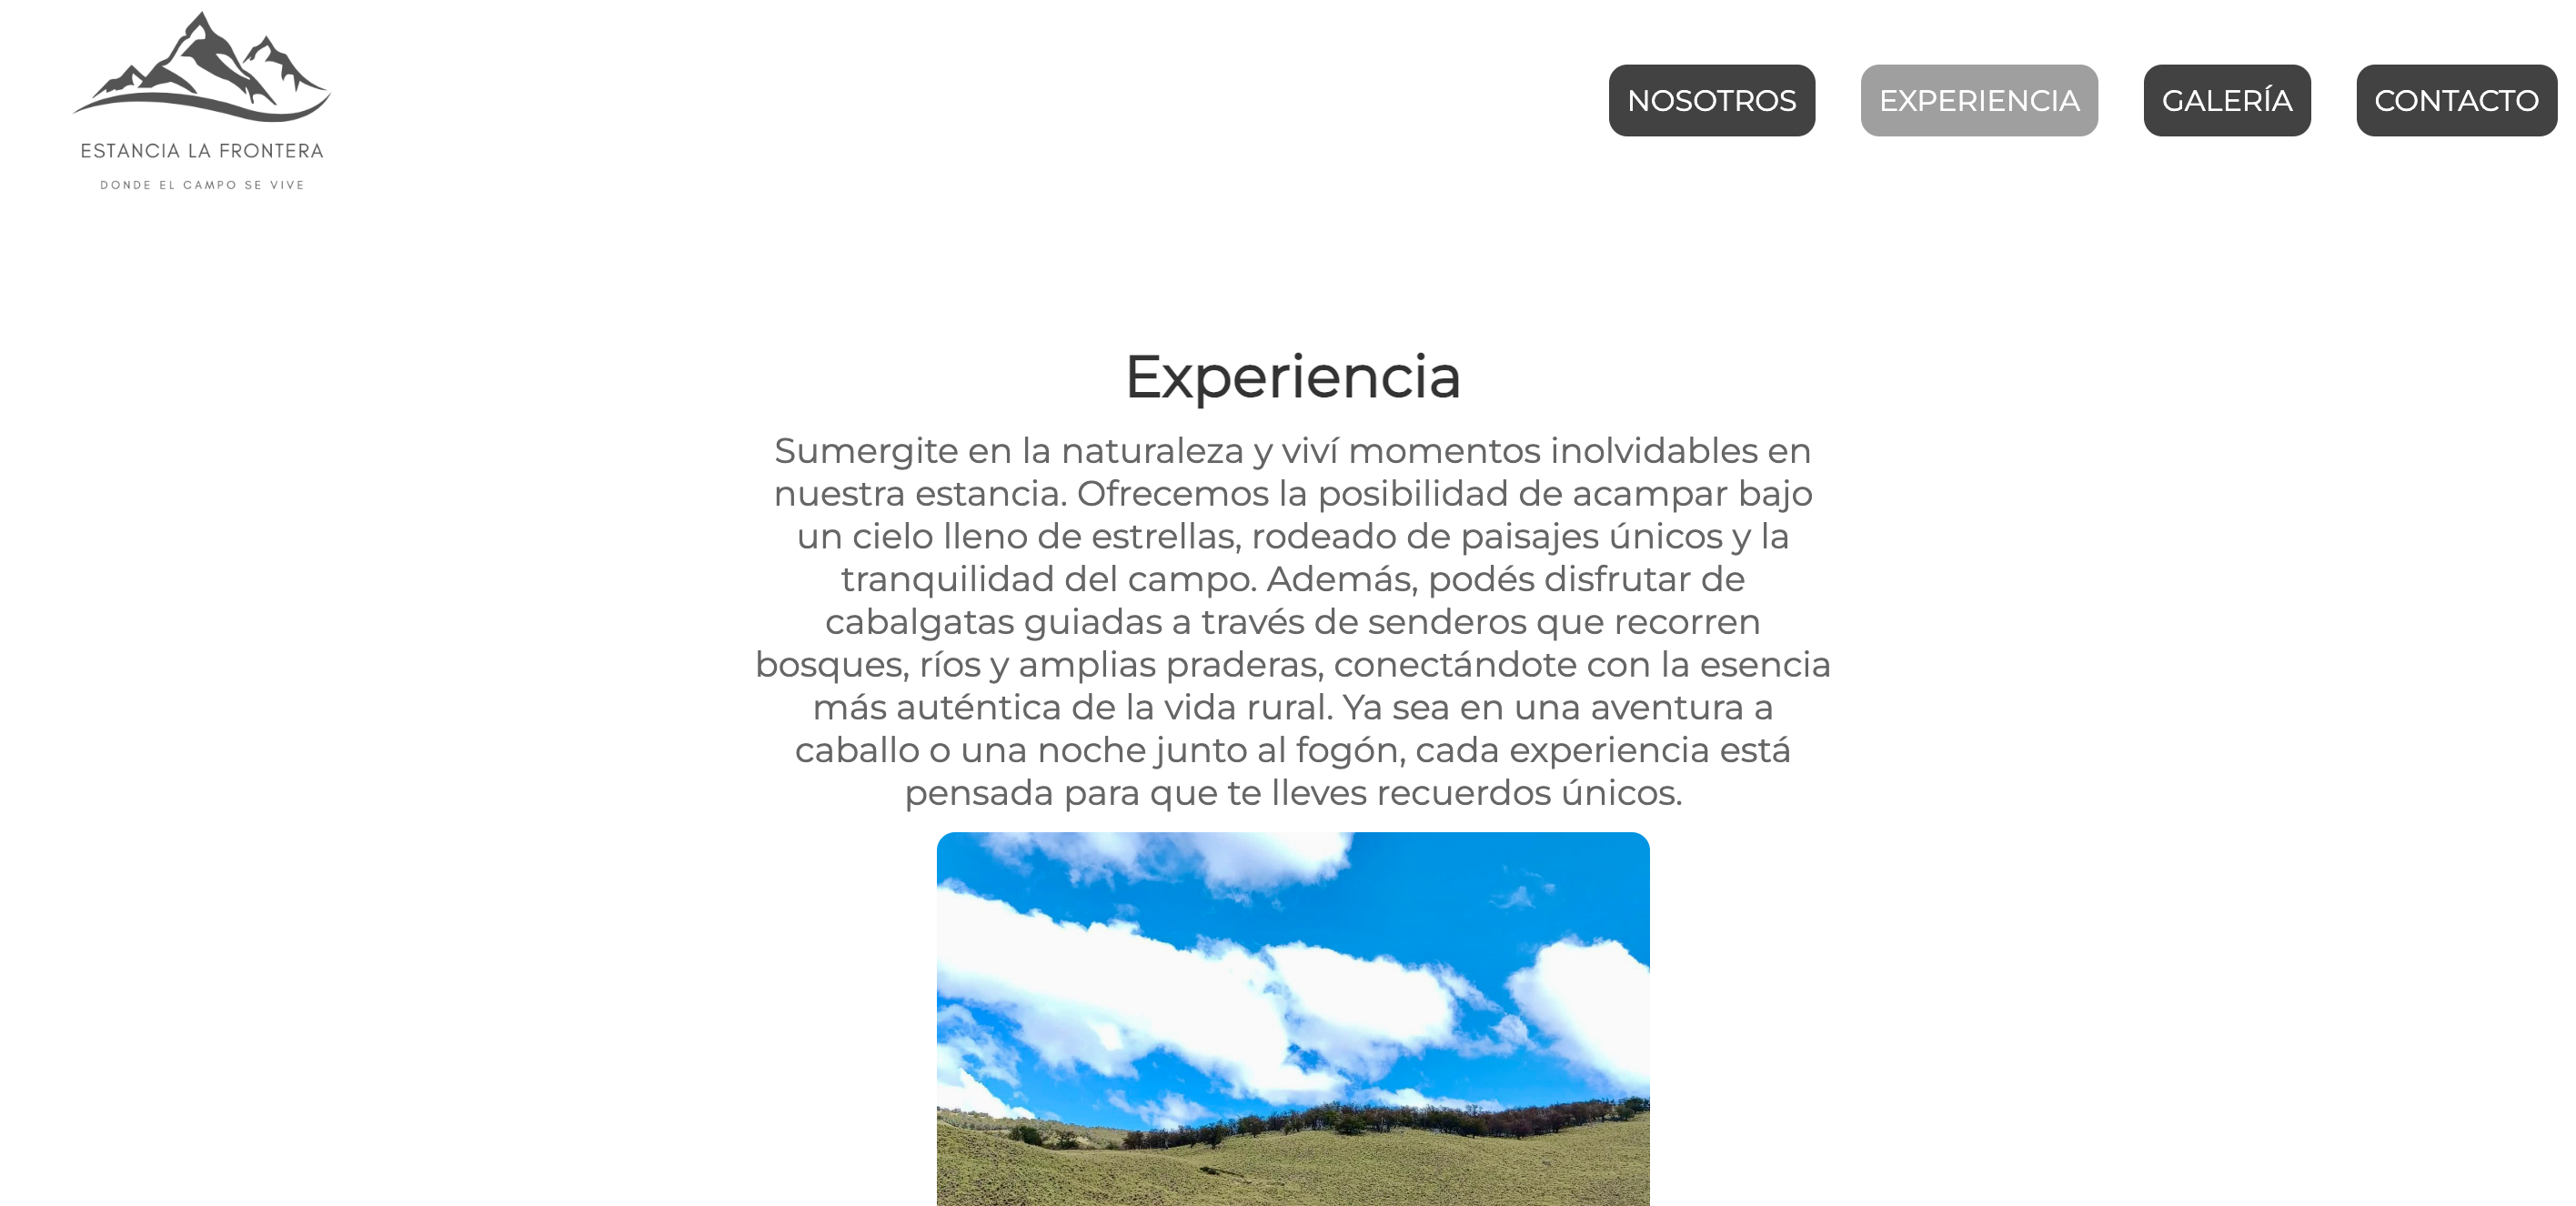 ESTANCIA LA FRONTERA
DONDE EL CAMPO SE VIVE
NOSOTROS
EXPERIENCIA
GALERÍA
CONTACTO
Experiencia
Sumergite en la naturaleza y viví momentos inolvidables en
nuestra estancia. Ofrecemos la posibilidad de acampar bajo
un cielo lleno de estrellas, rodeado de paisajes únicos y la
tranquilidad del campo. Además, podés disfrutar de
cabalgatas guiadas a través de senderos que recorren
bosques, ríos y amplias praderas, conectándote con la esencia
más auténtica de la vida rural. Ya sea en una aventura a
caballo o una noche junto al fogón, cada experiencia está
pensada para que te lleves recuerdos únicos.